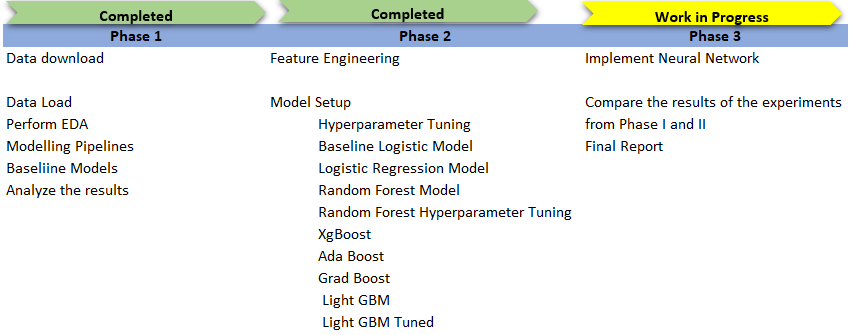 Completed
Completed
Work in Progress
Phase 1
Phase 2
Phase 3
Data download
Feature Engineering
Implement Neural Network
Data Load
Model Setup
Compare the results of the experiments
Perform EDA
Hyperparameter Tuning
from Phase I and II
Modelling Pipelines
Baseline Logistic Model
Final Report
Baseliine Models
Logistic Regression Model
Analyze the results
Random Forest Model
Random Forest Hyperparameter Tuning
XgBoost
Ada Boost
Grad Boost
Light GBM
Light GBM Tuned